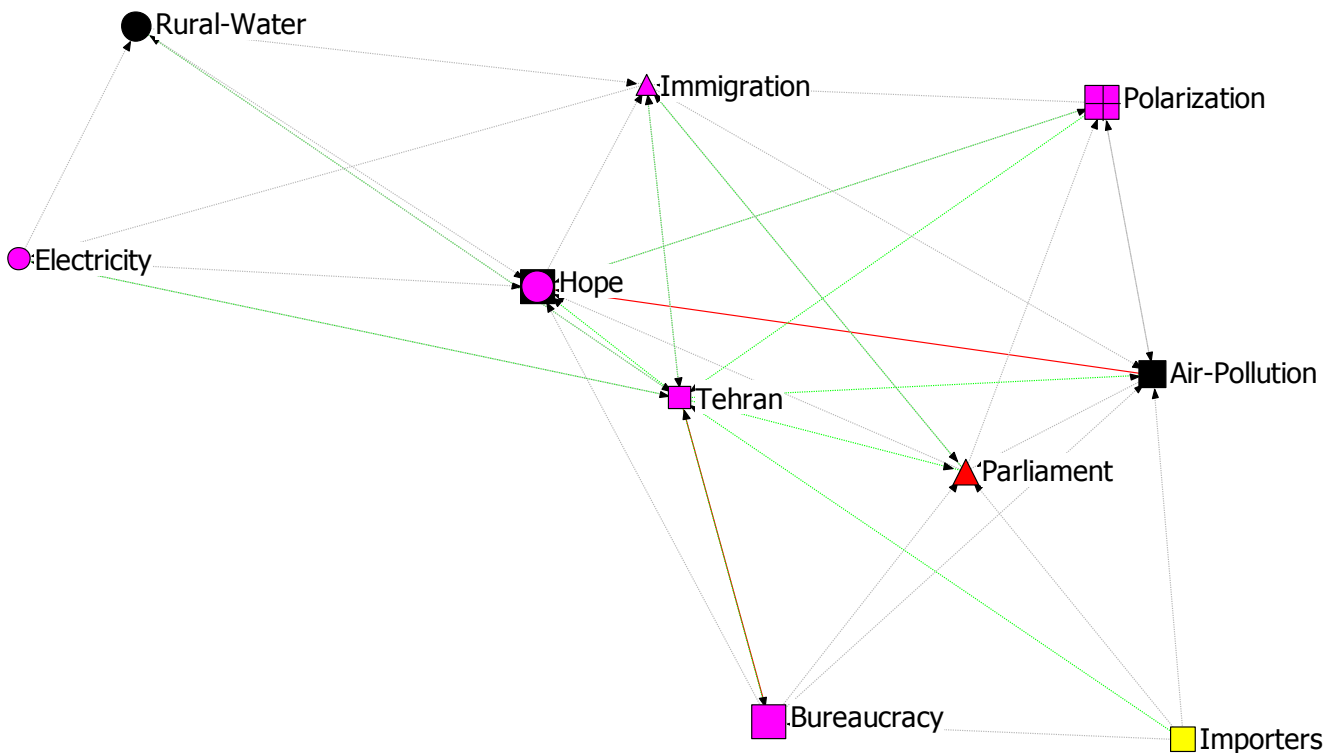 Rural-Water
Immigration
Polarization
Electricity
Hope
Air-Pollution
Tehran
Parliament
Bureaucracy
Importers